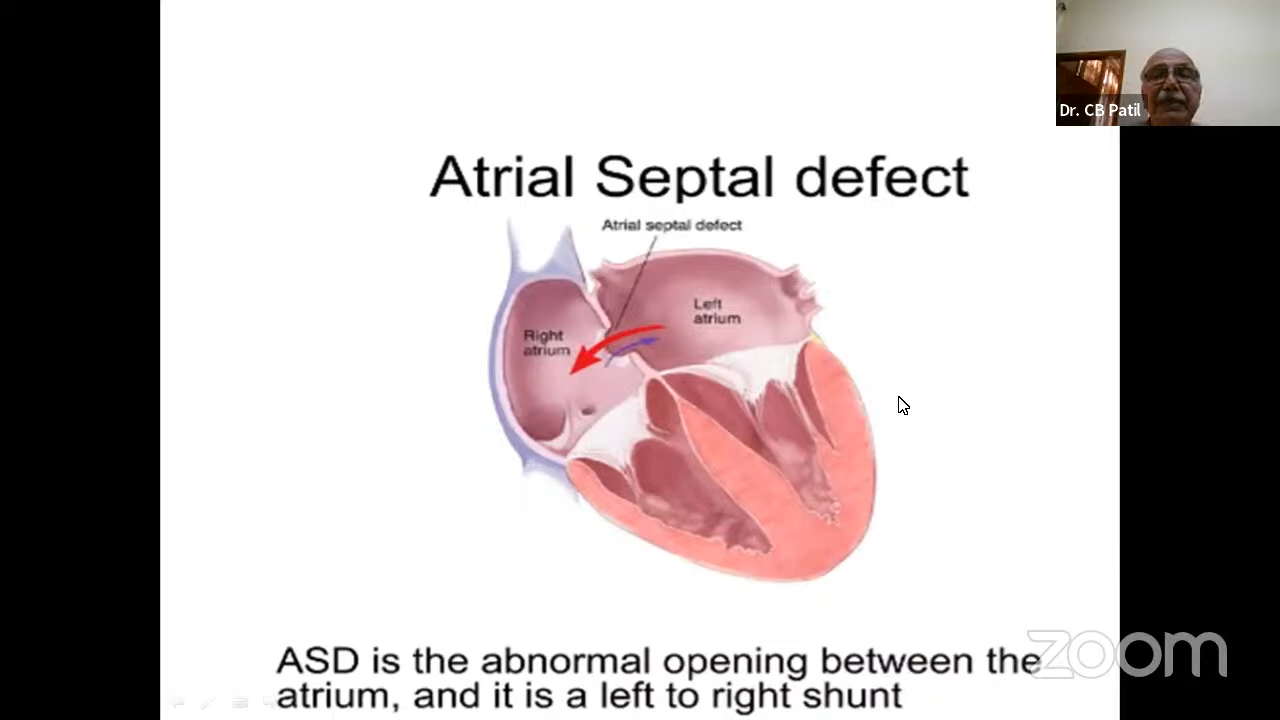 Dr. CB Patil
Atrial Septal defect
Atrial septal defect
Left
atrium
Right
atrium
ASD is the abnormal opening between the
atrium, and it is a left to right shunt
zoom